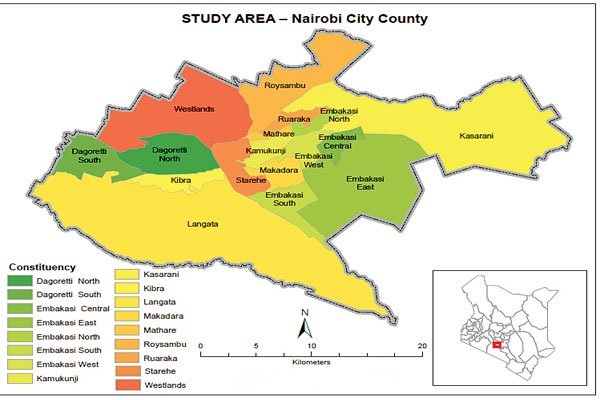 STUDY AREA – Nairobi City County
Roysambu
Westlands
Ruaraka
Embakasi
North
Kasarani
Mathare
Embakasi
Central
Dagoretti
South
Dagoretti
North
Kamukunji
Embakasi
West
Makadara
Kibra
Starehe
Embakasi
East
Embakasi
South
Langata
Constituency
Dagoretti North
Dagoretti South
Embakasi Central
Embakasi East
Embakasi North
Embakasi South
Embakasi West
Kamukunji
Kasarani
Kibra
Langata
Makadara
Mathare
Roysambu
Ruaraka
Starehe
Westlands
N
0 5 10 20
Kilometers